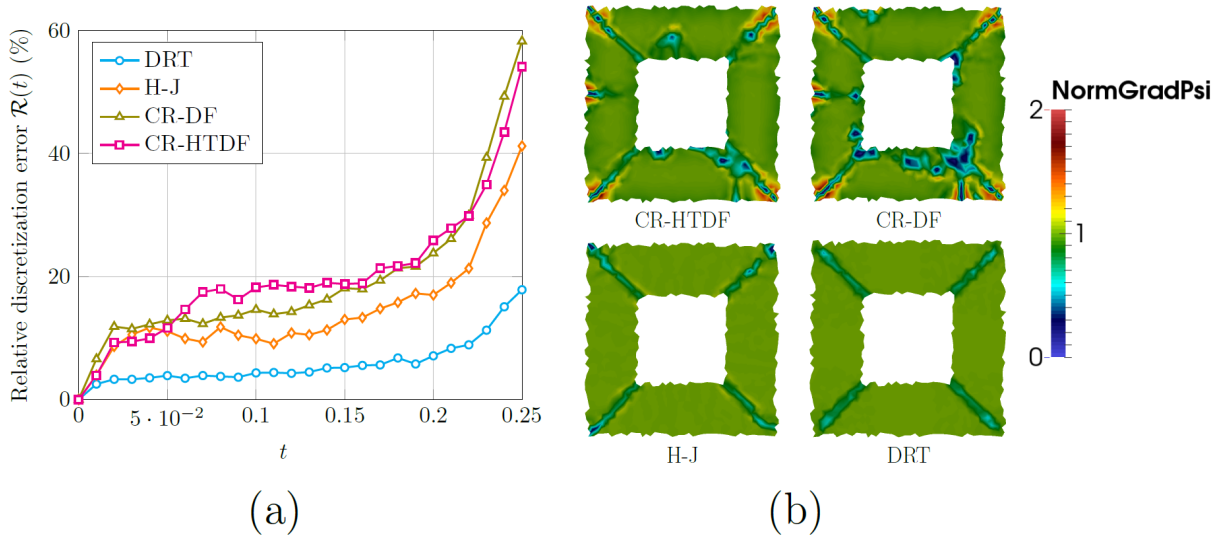 Relative discretization error R(t) (%)
60
40
20
0
DRT
H-J
CR-DF
CR-HTDF
0
5 · 10⁻²
0.1
0.15
0.2
0.25
t
(a)
CR-HTDF
CR-DF
H-J
DRT
NormGradPsi
2
1
0
(b)